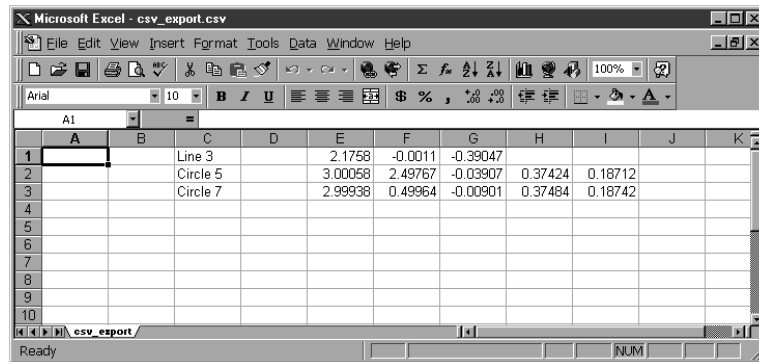 Microsoft Excel - csv_export.csv
File Edit View Insert Format Tools Data Window Help
100%
Arial 10 B I U $ % ,
A1 =
A B C D E F G H I J K
1 Line 3 2.1758 -0.0011 -0.39047
2 Circle 5 3.00058 2.49767 -0.03907 0.37424 0.18712
3 Circle 7 2.99938 0.49964 -0.00901 0.37484 0.18742
4
5
6
7
8
9
10
csv_export
Ready NUM